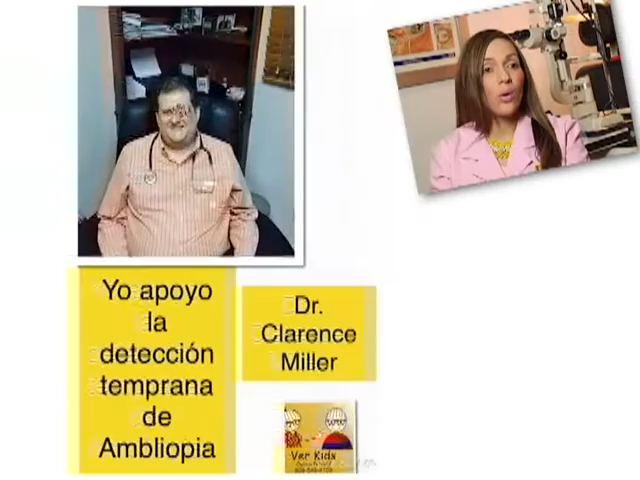 Yo apoyo
la
detección
temprana
de
Ambliopia
Dr.
Clarence
Miller
Ver Kids